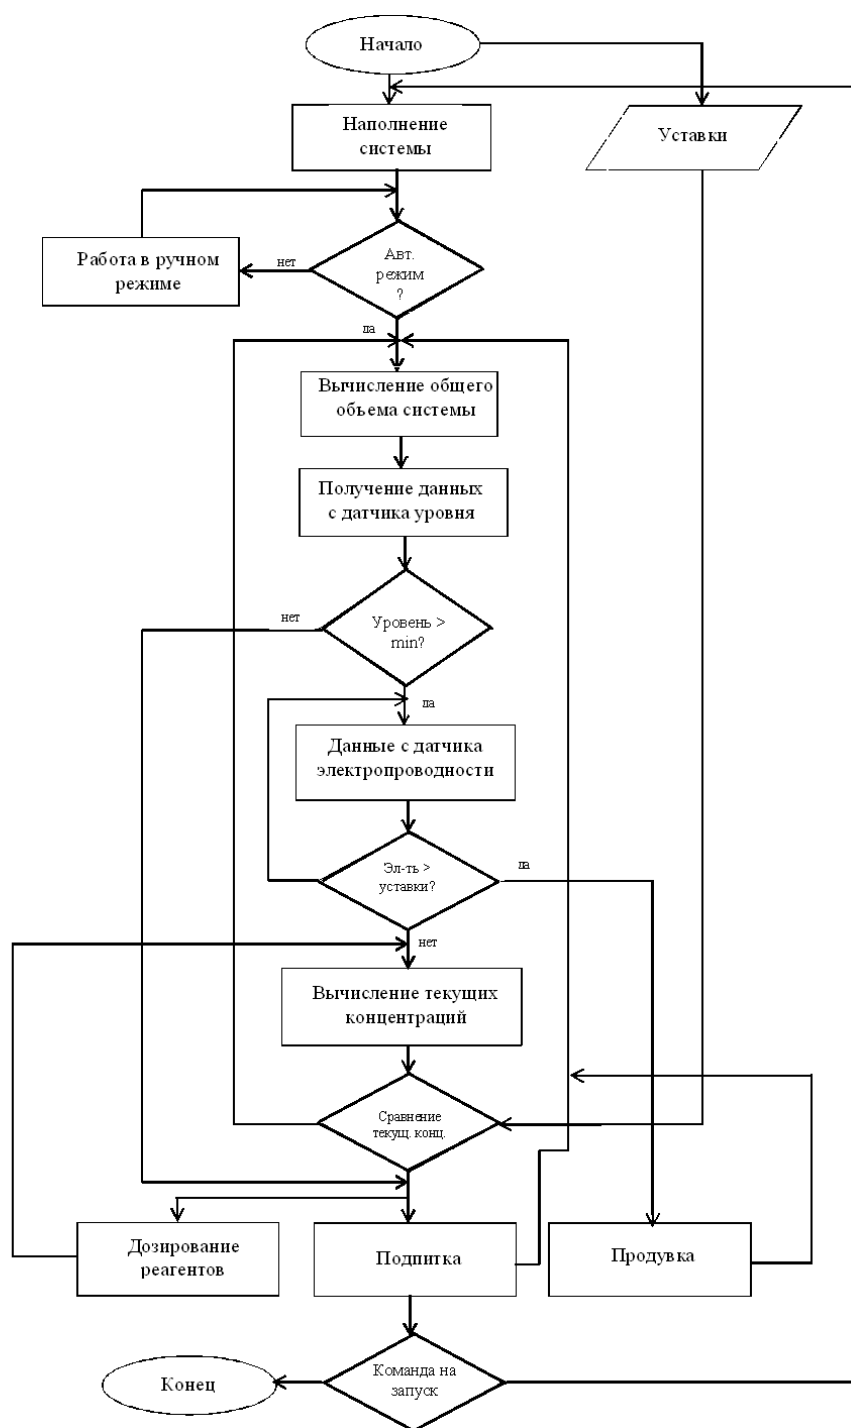 Начало
Наполнение
системы
Уставки
Авт.
режим
?
нет
Работа в ручном
режиме
да
Вычисление общего
обьема системы
Получение данных
с датчика уровня
нет
Уровень >
min?
да
Данные с датчика
электропроводности
Эл-ть >
уставки?
да
нет
Вычисление текущих
концентраций
Сравнение
текущ. конц.
Дозирование
реагентов
Подпитка
Продувка
Команда на
запуск
Конец